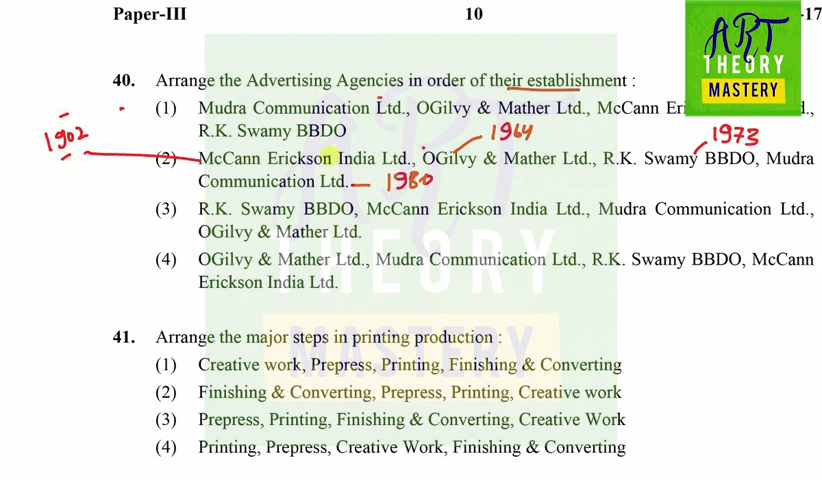 Paper-III 10 -17
ART
THEORY
MASTERY
40. Arrange the Advertising Agencies in order of their establishment :
(1) Mudra Communication Ltd., OGilvy & Mather Ltd., McCann Eri d.,
R.K. Swamy BBDO
1902
1964
1973
(2) McCann Erickson India Ltd., OGilvy & Mather Ltd., R.K. Swamy BBDO, Mudra
Communication Ltd. 1980
(3) R.K. Swamy BBDO, McCann Erickson India Ltd., Mudra Communication Ltd.,
OGilvy & Mather Ltd.
(4) OGilvy & Mather Ltd., Mudra Communication Ltd., R.K. Swamy BBDO, McCann
Erickson India Ltd.
ART
THEORY
MASTERY
41. Arrange the major steps in printing production :
(1) Creative work, Prepress, Printing, Finishing & Converting
(2) Finishing & Converting, Prepress, Printing, Creative work
(3) Prepress, Printing, Finishing & Converting, Creative Work
(4) Printing, Prepress, Creative Work, Finishing & Converting